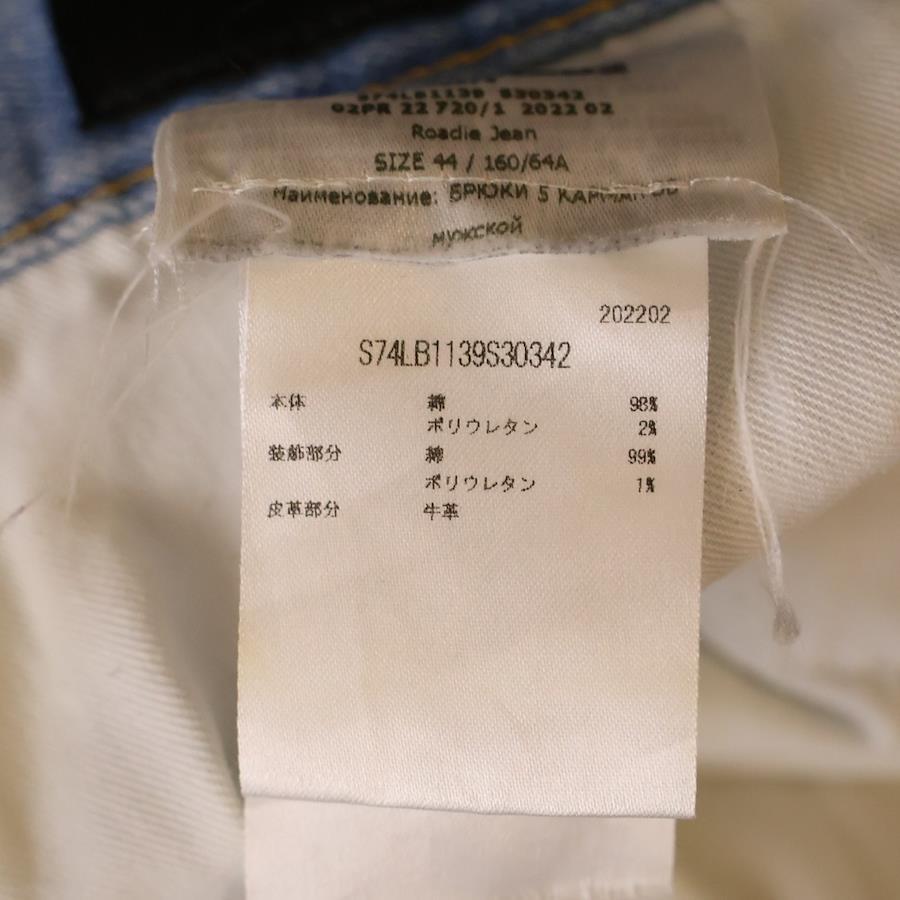 S74LB1139 S30342
02PR 22 720/1 2022 02
Roadie Jean
SIZE 44 / 160/64A
Наименование: БРЮКИ 5 КАРМАНОВ
мужской
202202
S74LB1139S30342
本体 綿 98%
ポリウレタン 2%
装飾部分 綿 99%
ポリウレタン 1%
皮革部分 牛革